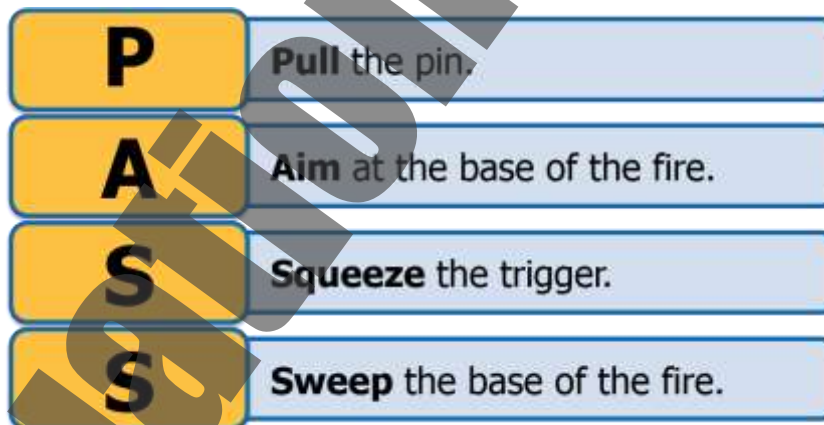 P
Pull the pin.
A
Aim at the base of the fire.
S
Squeeze the trigger.
S
Sweep the base of the fire.